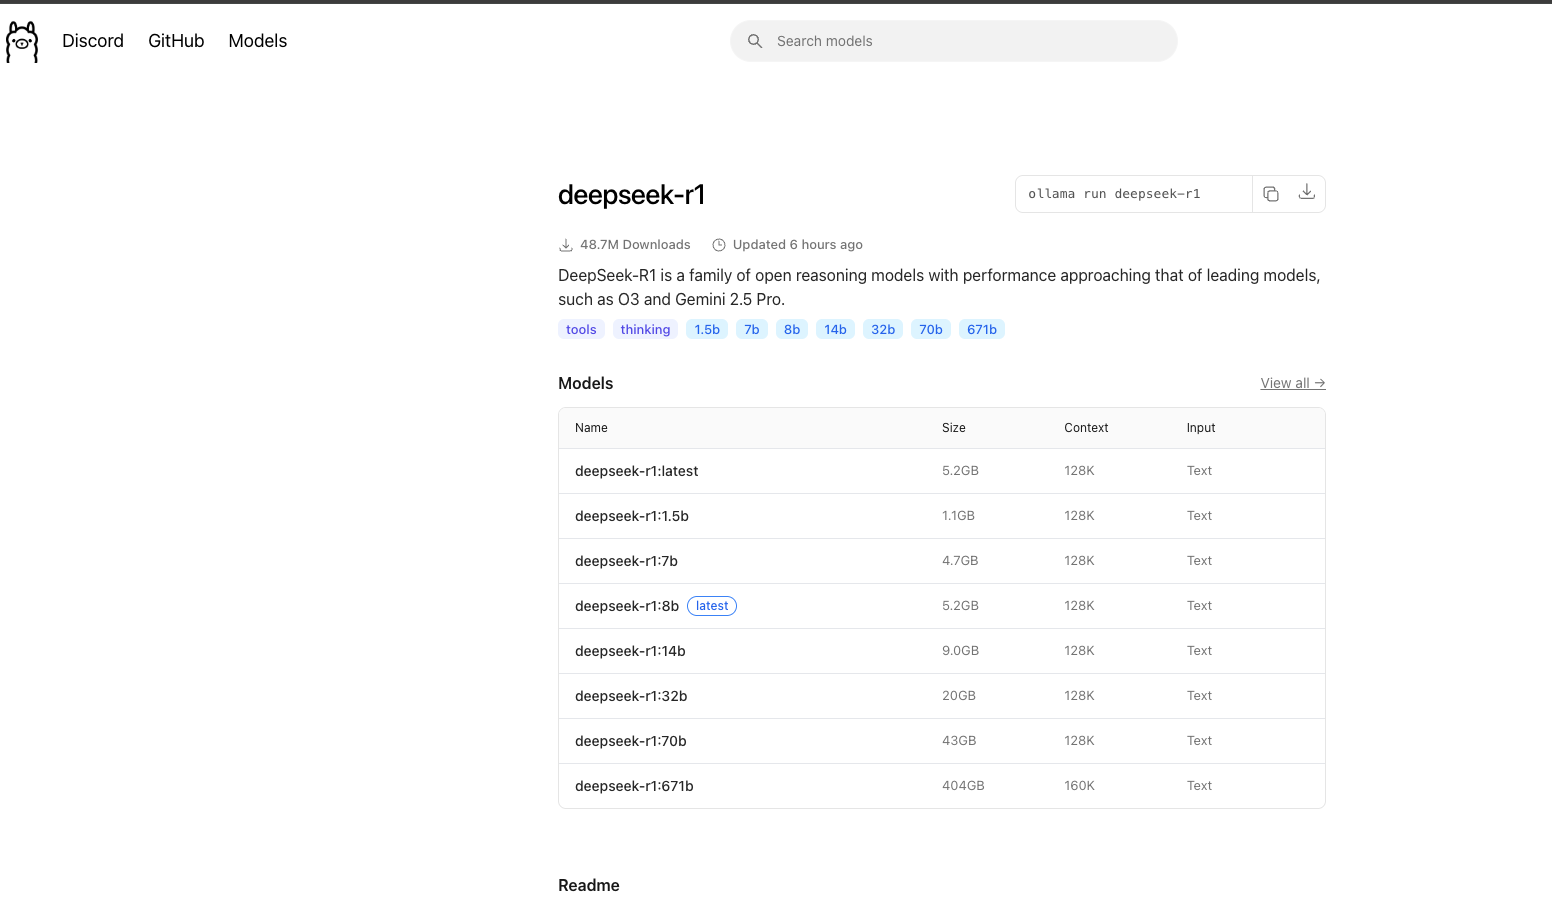 Discord GitHub Models
Search models
deepseek-r1
ollama run deepseek-r1
48.7M Downloads Updated 6 hours ago
DeepSeek-R1 is a family of open reasoning models with performance approaching that of leading models,
such as O3 and Gemini 2.5 Pro.
tools thinking 1.5b 7b 8b 14b 32b 70b 671b
Models View all →
Name Size Context Input
deepseek-r1:latest 5.2GB 128K Text
deepseek-r1:1.5b 1.1GB 128K Text
deepseek-r1:7b 4.7GB 128K Text
deepseek-r1:8b latest 5.2GB 128K Text
deepseek-r1:14b 9.0GB 128K Text
deepseek-r1:32b 20GB 128K Text
deepseek-r1:70b 43GB 128K Text
deepseek-r1:671b 404GB 160K Text
Readme